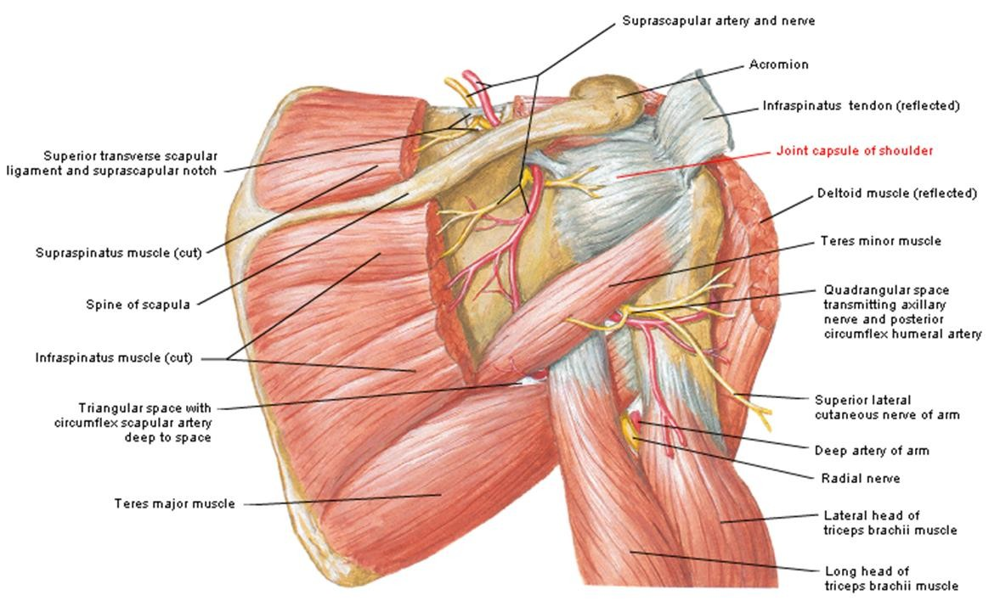 Suprascapular artery and nerve
Acromion
Infraspinatus tendon (reflected)
Joint capsule of shoulder
Deltoid muscle (reflected)
Teres minor muscle
Quadrangular space
transmitting axillary
nerve and posterior
circumflex humeral artery
Superior lateral
cutaneous nerve of arm
Deep artery of arm
Radial nerve
Lateral head of
triceps brachii muscle
Long head of
triceps brachii muscle
Superior transverse scapular
ligament and suprascapular notch
Supraspinatus muscle (cut)
Spine of scapula
Infraspinatus muscle (cut)
Triangular space with
circumflex scapular artery
deep to space
Teres major muscle